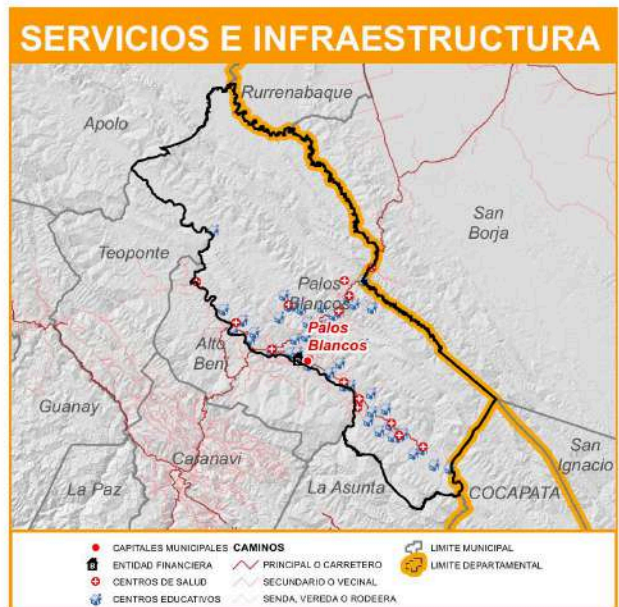 SERVICIOS E INFRAESTRUCTURA
Rurrenabaque
Apolo
San
Borja
Teoponte
Palos
Blancos
Palos
Blancos
Alto
Beni
Guanay
Caranavi
San
Ignacio
La Paz
La Asunta
COCAPATA
CAPITALES MUNICIPALES
ENTIDAD FINANCIERA
CENTROS DE SALUD
CENTROS EDUCATIVOS
CAMINOS
PRINCIPAL O CARRETERO
SECUNDARIO O VECINAL
SENDA, VEREDA O RODEERA
LIMITE MUNICIPAL
LIMITE DEPARTAMENTAL